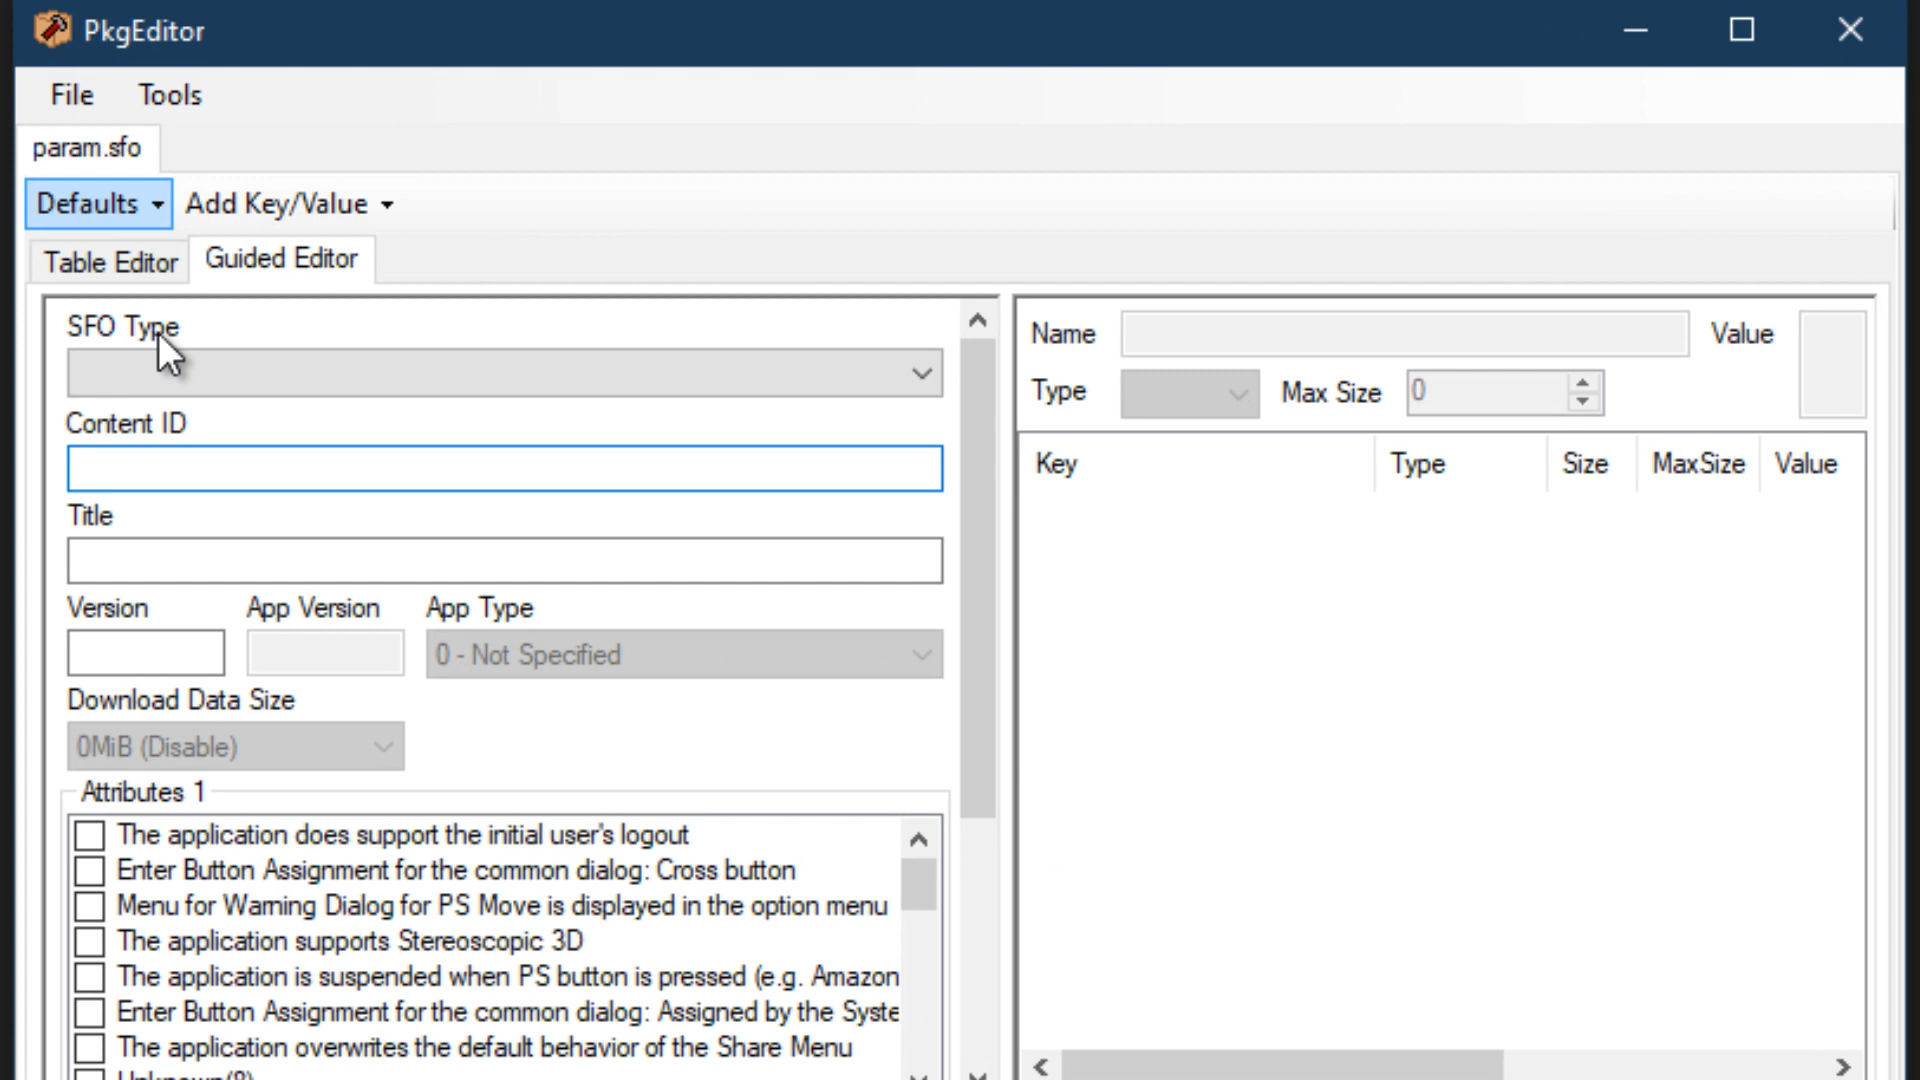 PkgEditor
File Tools
param.sfo
Defaults Add Key/Value
Table Editor Guided Editor
SFO Type
Content ID
Title
Version App Version App Type
0 - Not Specified
Download Data Size
0MiB (Disable)
Attributes 1
The application does support the initial user's logout
Enter Button Assignment for the common dialog: Cross button
Menu for Warning Dialog for PS Move is displayed in the option menu
The application supports Stereoscopic 3D
The application is suspended when PS button is pressed (e.g. Amazon
Enter Button Assignment for the common dialog: Assigned by the Syste
The application overwrites the default behavior of the Share Menu
Unknown(8)
Name Value
Type Max Size 0
Key Type Size MaxSize Value